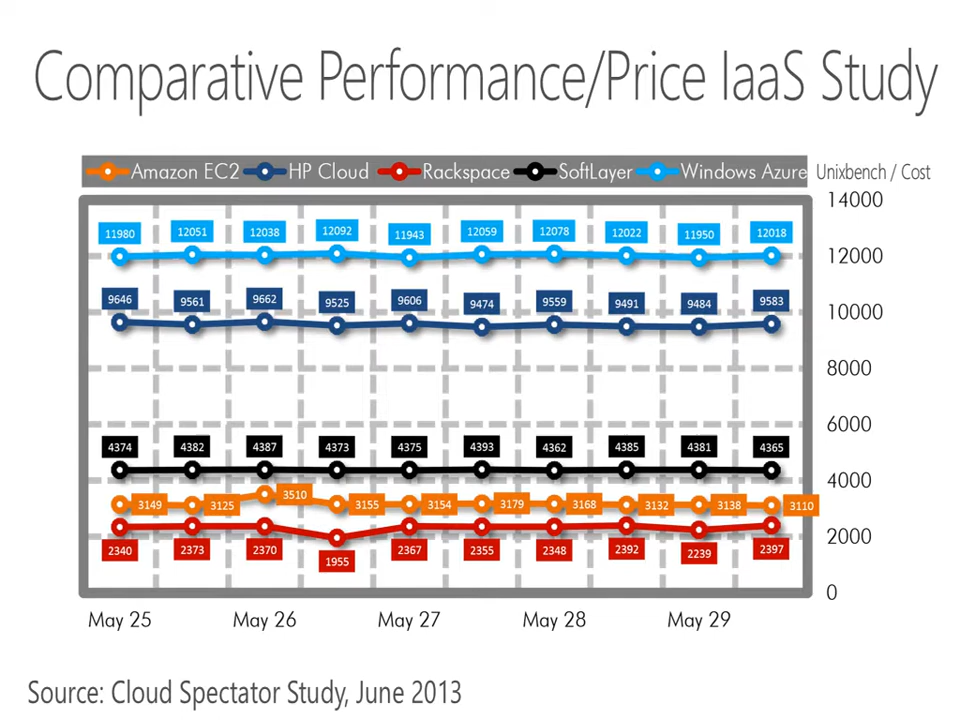 Comparative Performance/Price IaaS Study
Amazon EC2 HP Cloud Rackspace SoftLayer Windows Azure Unixbench / Cost
14000
11980 12051 12038 12092 11943 12059 12078 12022 11950 12018
12000
9646 9561 9662 9525 9606 9474 9559 9491 9484 9583
10000
8000
6000
4374 4382 4387 4373 4375 4393 4362 4385 4381 4365
4000
3149 3125 3510 3155 3154 3179 3168 3132 3138 3110
2000
2340 2373 2370 1955 2367 2355 2348 2392 2239 2397
0
May 25 May 26 May 27 May 28 May 29
Source: Cloud Spectator Study, June 2013